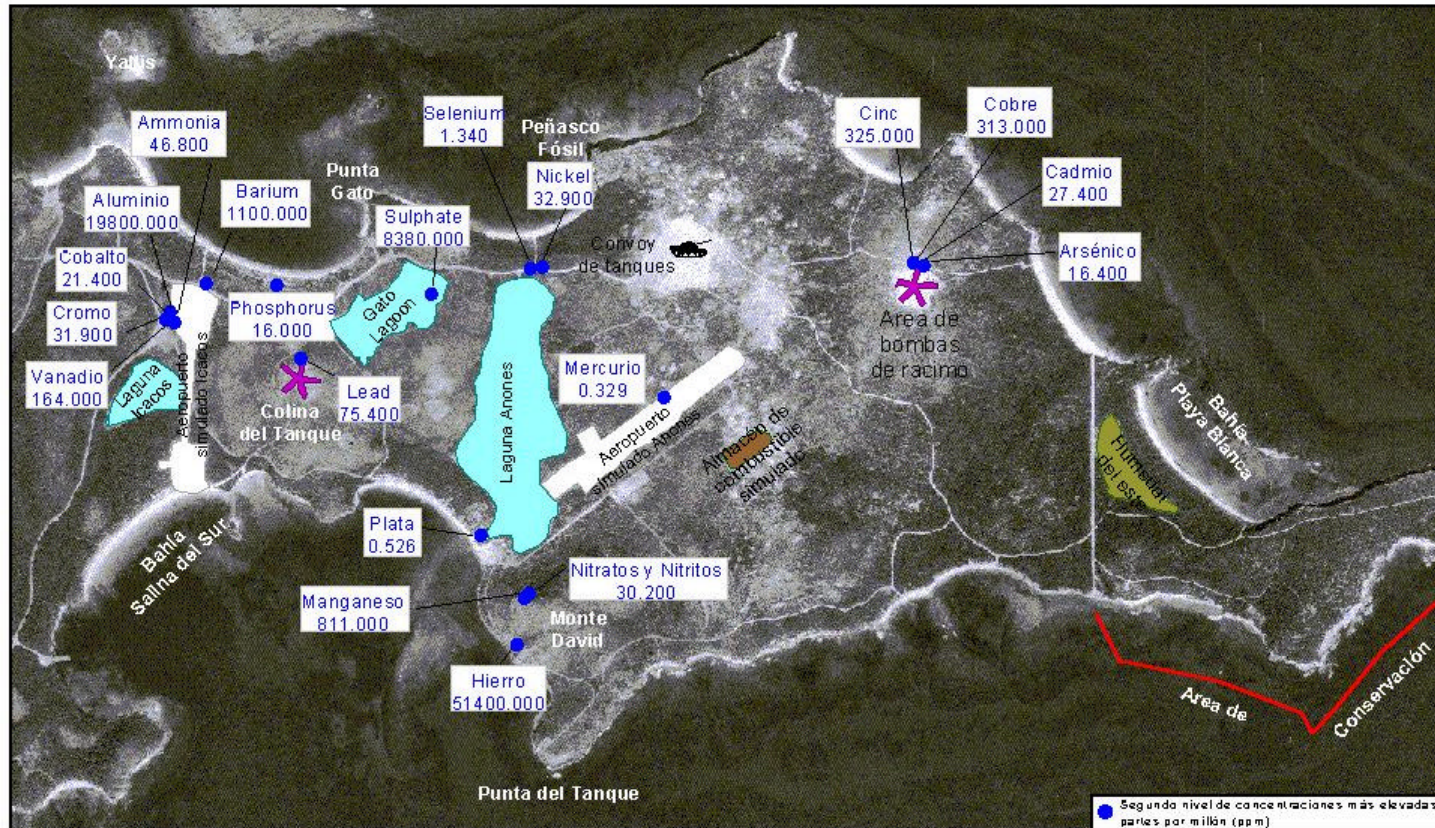 Yallis
Ammonia
46.800
Selenium
1.340
Peñasco
Fósil
Cinc
325.000
Cobre
313.000
Aluminio
19800.000
Barium
1100.000
Punta
Gato
Nickel
32.900
Cadmio
27.400
Sulphate
8380.000
Cobalto
21.400
Convoy
de tanques
Arsénico
16.400
Cromo
31.900
Phosphorus
16.000
Gato
Lagoon
Area de
bombas
de racimo
Vanadio
164.000
Laguna
Icacos
Aeropuerto
simulado Icacos
Lead
75.400
Colina
del Tanque
Laguna Anones
Mercurio
0.329
Aeropuerto
simulado Anones
Almacén de
combustible
simulado
Bahía
Playa Blanca
Humedal
del este
Plata
0.526
Bahía
Salina del Sur
Nitratos y Nitritos
30.200
Manganeso
811.000
Monte
David
Hierro
51400.000
Area de
Conservación
Punta del Tanque
Segundo nivel de concentraciones más elevadas
partes por millón (ppm)